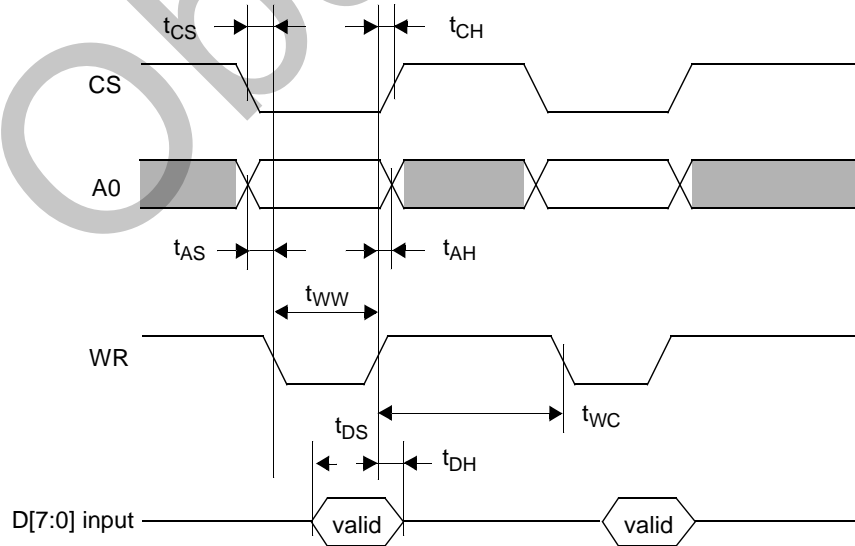 tCS
tCH
CS
A0
tAS
tAH
tWW
WR
tWC
tDS
tDH
D[7:0] input
valid
valid